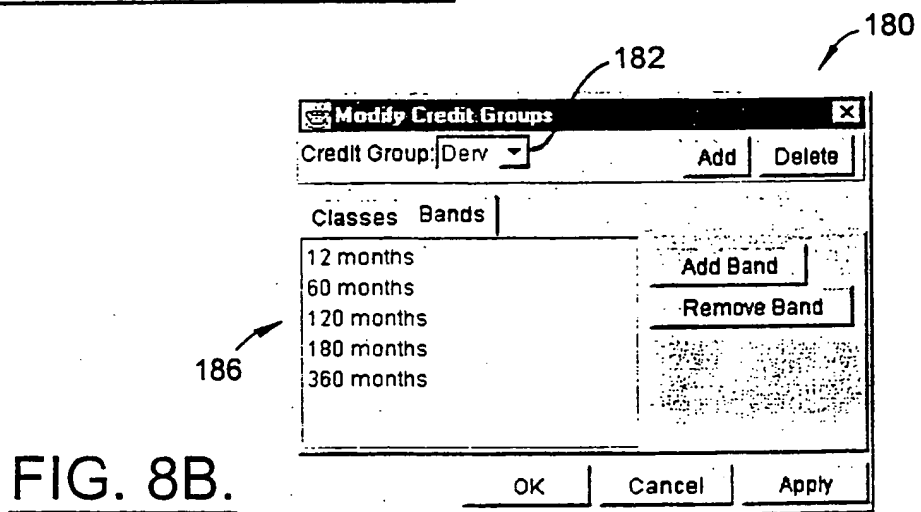 180
182
Modify Credit Groups
Credit Group: Derv Add Delete
Classes Bands
12 months
60 months
120 months
180 months
360 months
Add Band
Remove Band
186
OK Cancel Apply
FIG. 8B.